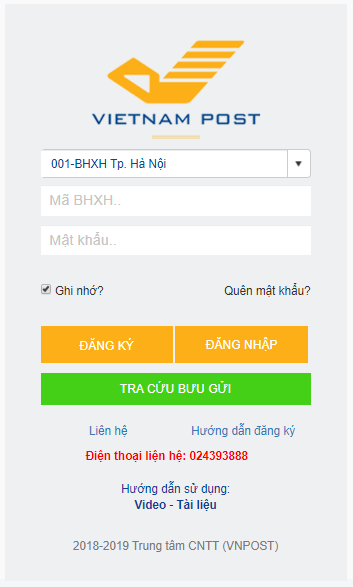 VIETNAM POST
001-BHXH Tp. Hà Nội
Mã BHXH..
Mật khẩu..
Ghi nhớ? Quên mật khẩu?
ĐĂNG KÝ ĐĂNG NHẬP
TRA CỨU BƯU GỬI
Liên hệ Hướng dẫn đăng ký
Điện thoại liên hệ: 024393888
Hướng dẫn sử dụng:
Video - Tài liệu
2018-2019 Trung tâm CNTT (VNPOST)